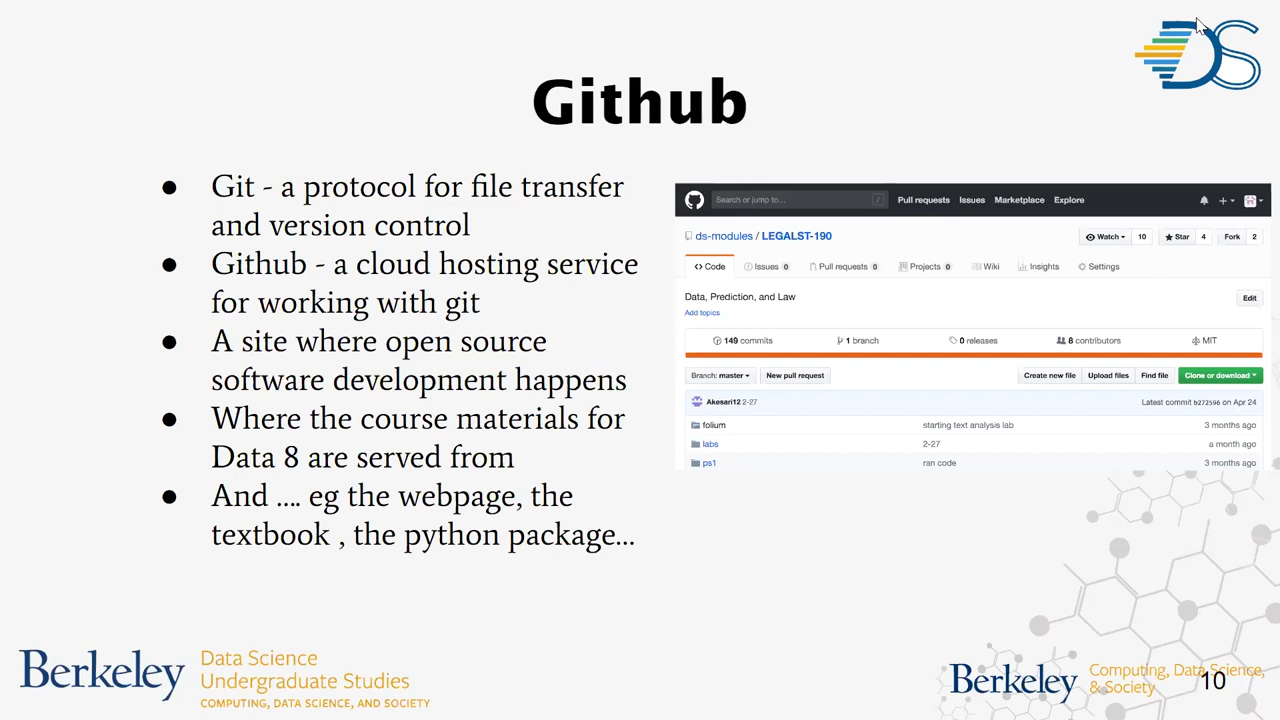 DS
Github
● Git - a protocol for file transfer
and version control
● Github - a cloud hosting service
for working with git
● A site where open source
software development happens
● Where the course materials for
Data 8 are served from
● And .... eg the webpage, the
textbook , the python package...
Search or jump to... / Pull requests Issues Marketplace Explore
ds-modules / LEGALST-190 Watch 10 Star 4 Fork 2
Code Issues 0 Pull requests 0 Projects 0 Wiki Insights Settings
Data, Prediction, and Law Edit
Add topics
149 commits 1 branch 0 releases 8 contributors MIT
Branch: master New pull request Create new file Upload files Find file Clone or download
Akesari12 2-27 Latest commit b272596 on Apr 24
folium starting text analysis lab 3 months ago
labs 2-27 a month ago
ps1 ran code 3 months ago
Berkeley Data Science
Undergraduate Studies
COMPUTING, DATA SCIENCE, AND SOCIETY
Berkeley Computing, Data Science,
& Society
10